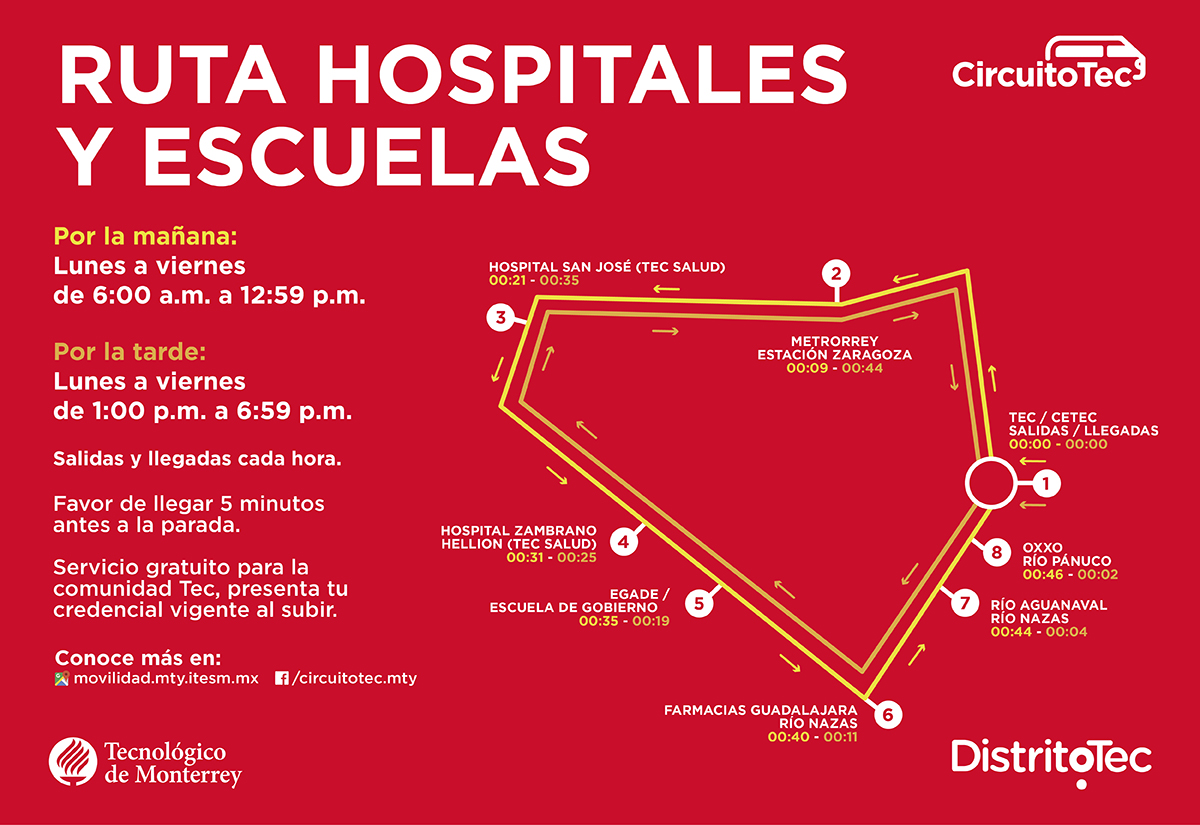 RUTA HOSPITALES
Y ESCUELAS
CircuitoTec
Por la mañana:
Lunes a viernes
de 6:00 a.m. a 12:59 p.m.
Por la tarde:
Lunes a viernes
de 1:00 p.m. a 6:59 p.m.
Salidas y llegadas cada hora.
Favor de llegar 5 minutos
antes a la parada.
Servicio gratuito para la
comunidad Tec, presenta tu
credencial vigente al subir.
Conoce más en:
movilidad.mty.itesm.mx
/circuitotec.mty
HOSPITAL SAN JOSÉ (TEC SALUD)
00:21 - 00:35
3
2
METRORREY
ESTACIÓN ZARAGOZA
00:09 - 00:44
TEC / CETEC
SALIDAS / LLEGADAS
00:00 - 00:00
1
HOSPITAL ZAMBRANO
HELLION (TEC SALUD)
00:31 - 00:25
4
EGADE /
ESCUELA DE GOBIERNO
00:35 - 00:19
5
8
OXXO
RÍO PÁNUCO
00:46 - 00:02
7
RÍO AGUANAVAL
RÍO NAZAS
00:44 - 00:04
FARMACIAS GUADALAJARA
RÍO NAZAS
00:40 - 00:11
6
Tecnológico
de Monterrey
DistritoTec